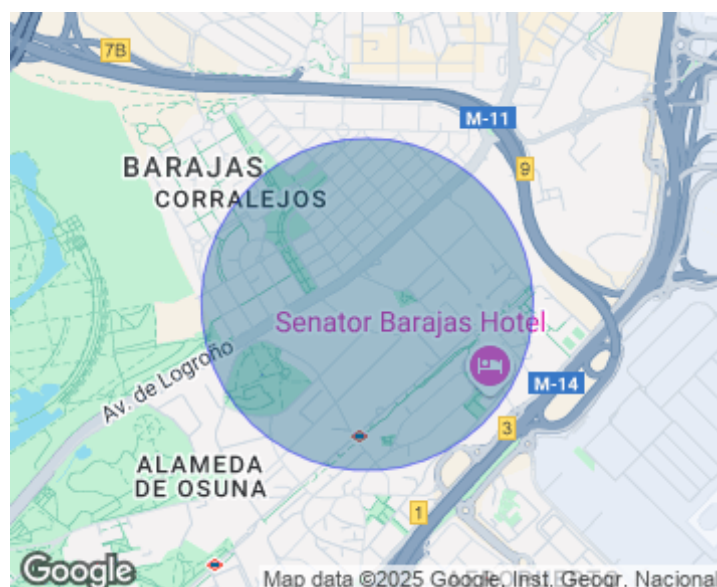 7B
M-11
9
BARAJAS
CORRALEJOS
Senator Barajas Hotel
Av. de Logroño
M-14
3
ALAMEDA
DE OSUNA
1
Google
Map data ©2025 Google, Inst. Geogr. Nacional